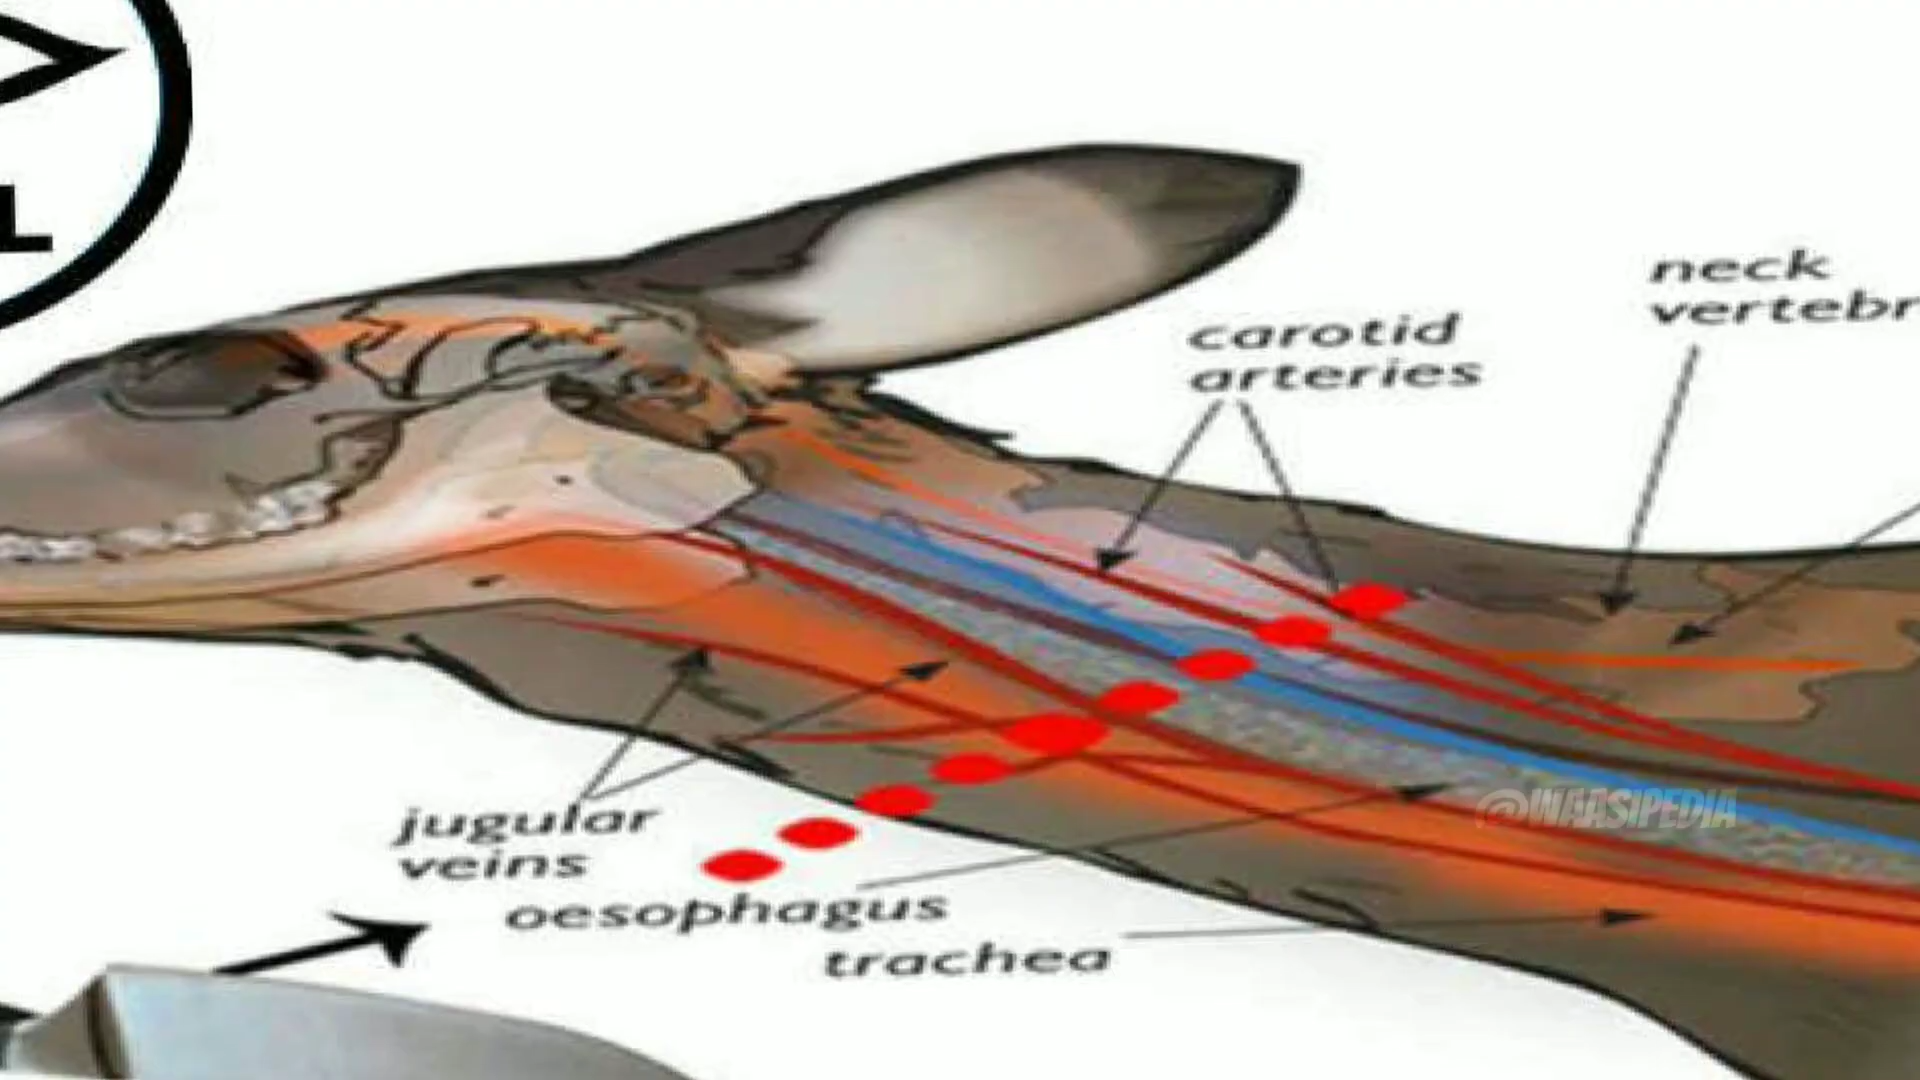 L
neck
vertebr
carotid
arteries
jugular
veins
oesophagus
trachea
@WAASIPEDIA